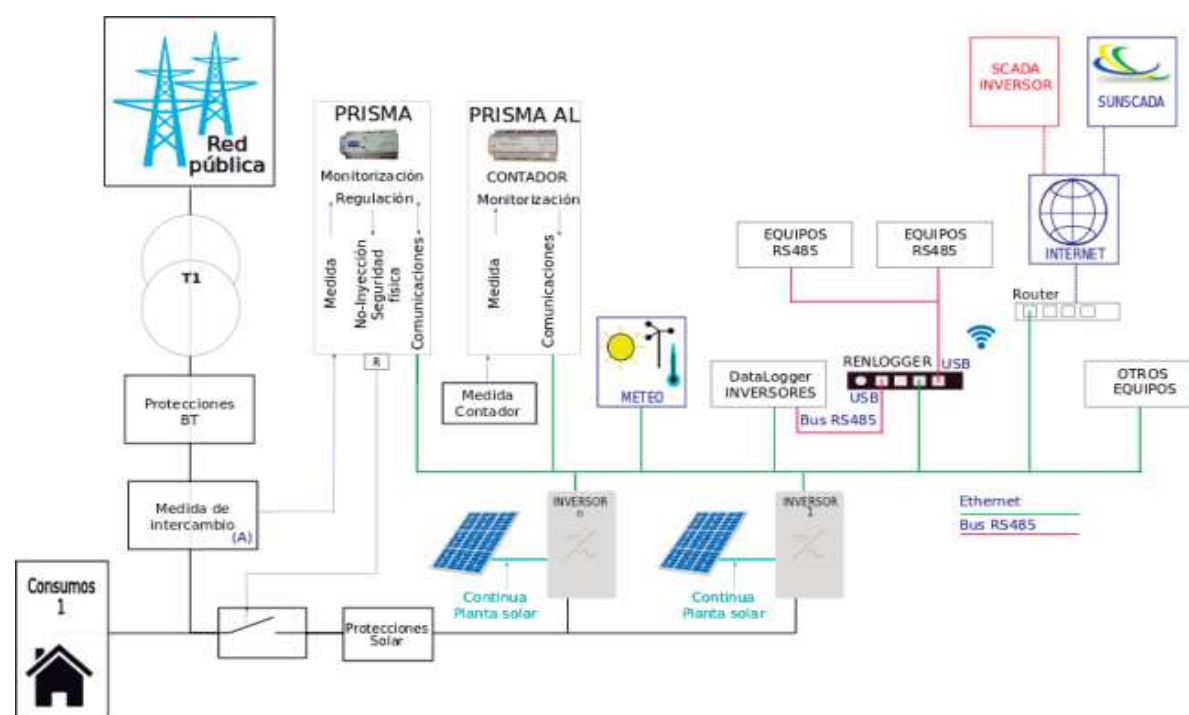 Red
pública
T1
Protecciones
BT
Medida de
intercambio
(A)
Consumos
1
Protecciones
Solar
PRISMA
Monitorización
Regulación
Medida
No-Inyección
Seguridad
física
Comunicaciones
R
PRISMA AL
CONTADOR
Monitorización
Medida
Comunicaciones
Medida
Contador
METEO
DataLogger
INVERSORES
Bus RS485
EQUIPOS
RS485
EQUIPOS
RS485
RENLOGGER
USB
USB
SCADA
INVERSOR
SUNSCADA
INTERNET
Router
OTROS
EQUIPOS
INVERSOR
n
INVERSOR
1
Continua
Planta solar
Continua
Planta solar
Ethernet
Bus RS485